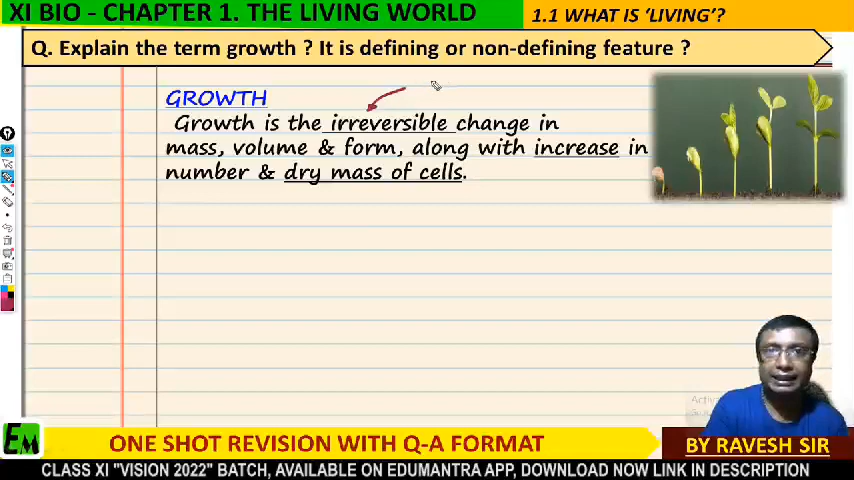 XI BIO - CHAPTER 1. THE LIVING WORLD
1.1 WHAT IS ‘LIVING’?
Q. Explain the term growth ? It is defining or non-defining feature ?
GROWTH
Growth is the irreversible change in
mass, volume & form, along with increase in
number & dry mass of cells.
EM
ONE SHOT REVISION WITH Q-A FORMAT
BY RAVESH SIR
CLASS XI "VISION 2022" BATCH, AVAILABLE ON EDUMANTRA APP, DOWNLOAD NOW LINK IN DESCRIPTION